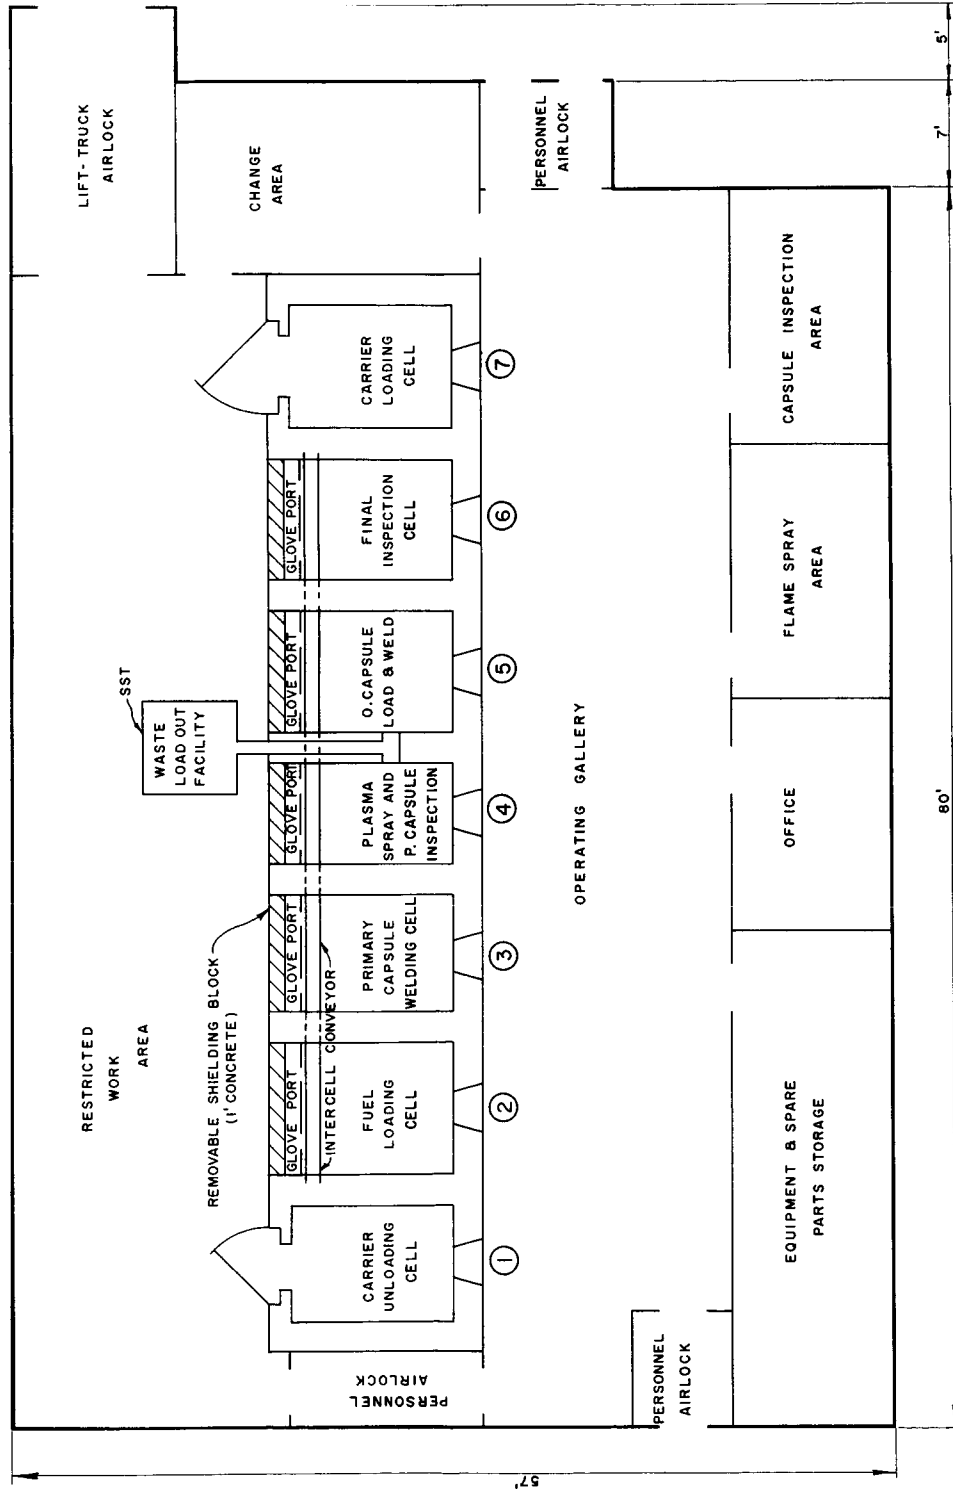 LIFT-TRUCK
AIRLOCK
CHANGE
AREA
PERSONNEL
AIRLOCK
5'
7'
RESTRICTED
WORK
AREA
REMOVABLE SHIELDING BLOCK
(1' CONCRETE)
SST
WASTE
LOAD OUT
FACILITY
CARRIER
UNLOADING
CELL
1
GLOVE PORT
FUEL
LOADING
CELL
2
INTERCELL CONVEYOR
GLOVE PORT
PRIMARY
CAPSULE
WELDING CELL
3
GLOVE PORT
PLASMA
SPRAY AND
P. CAPSULE
INSPECTION
4
GLOVE PORT
O. CAPSULE
LOAD & WELD
5
GLOVE PORT
FINAL
INSPECTION
CELL
6
CARRIER
LOADING
CELL
7
PERSONNEL
AIRLOCK
OPERATING GALLERY
PERSONNEL
AIRLOCK
EQUIPMENT & SPARE
PARTS STORAGE
OFFICE
FLAME SPRAY
AREA
CAPSULE INSPECTION
AREA
57'
80'